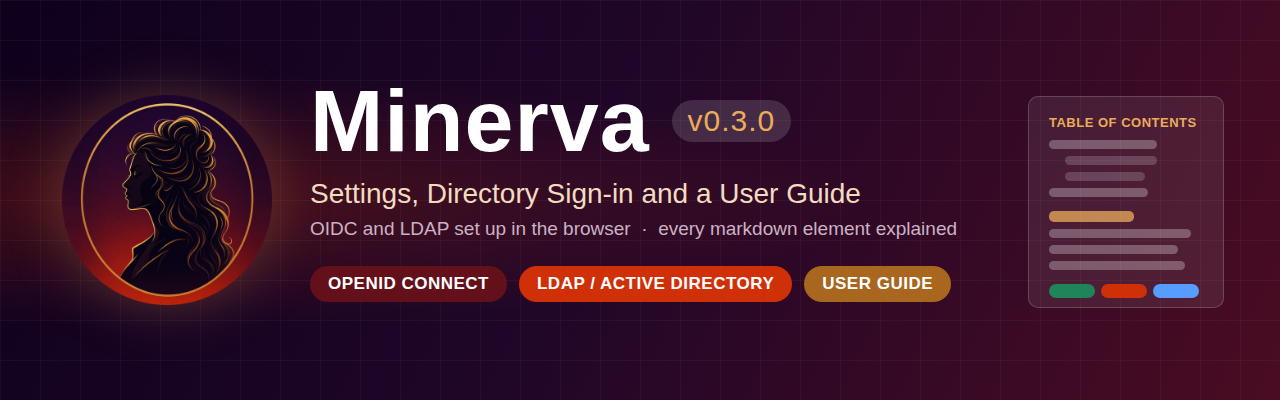 Minerva v0.3.0
Settings, Directory Sign-in and a User Guide
OIDC and LDAP set up in the browser · every markdown element explained
OPENID CONNECT LDAP / ACTIVE DIRECTORY USER GUIDE
TABLE OF CONTENTS